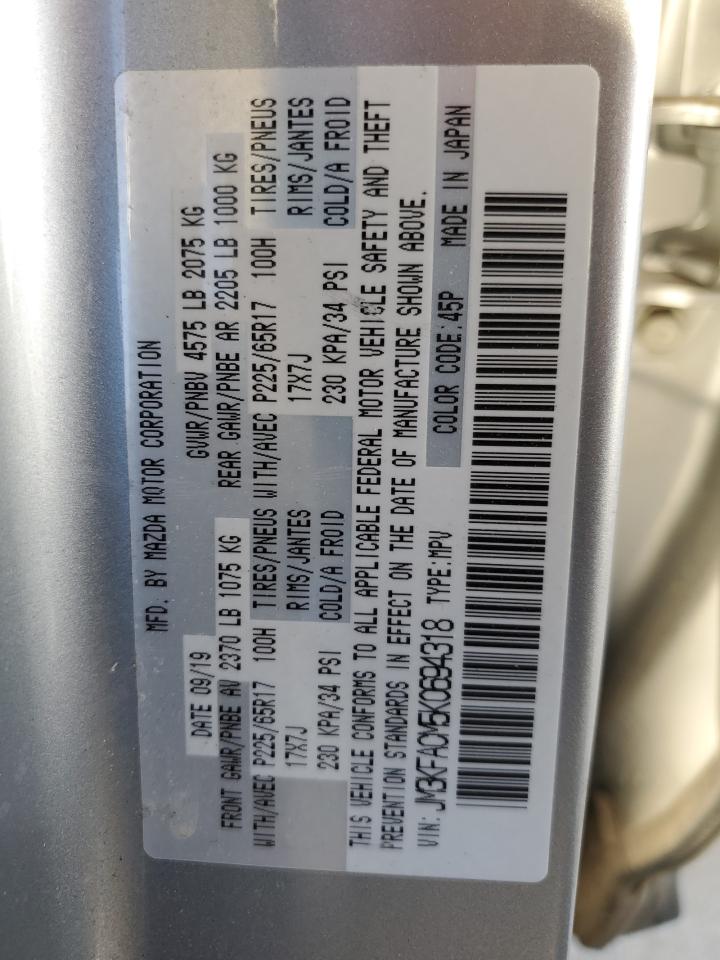 MFD. BY MAZDA MOTOR CORPORATION
DATE 09/19 GVWR/PNBV 4575 LB 2075 KG
FRONT GAWR/PNBE AV 2370 LB 1075 KG REAR GAWR/PNBE AR 2205 LB 1000 KG
WITH/AVEC P225/65R17 100H TIRES/PNEUS WITH/AVEC P225/65R17 100H TIRES/PNEUS
17X7J RIMS/JANTES 17X7J RIMS/JANTES
230 KPA/34 PSI COLD/A FROID 230 KPA/34 PSI COLD/A FROID
THIS VEHICLE CONFORMS TO ALL APPLICABLE FEDERAL MOTOR VEHICLE SAFETY AND THEFT
PREVENTION STANDARDS IN EFFECT ON THE DATE OF MANUFACTURE SHOWN ABOVE.
VIN: JM3KFACM5K0694318 TYPE:MPV COLOR CODE:45P MADE IN JAPAN